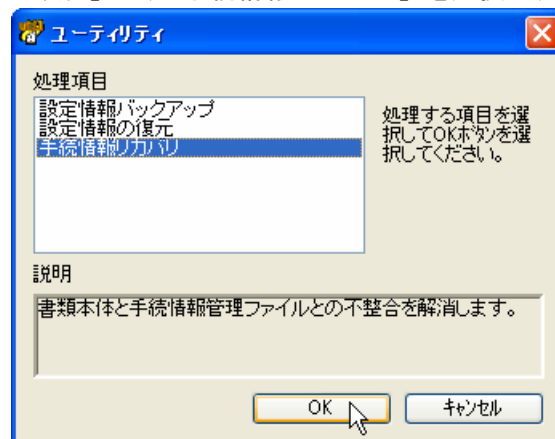 ユーティリティ
処理項目
設定情報バックアップ
設定情報の復元
手続情報リカバリ
処理する項目を選
択してOKボタンを選
択してください。
説明
書類本体と手続情報管理ファイルとの不整合を解消します。
OK
キャンセル